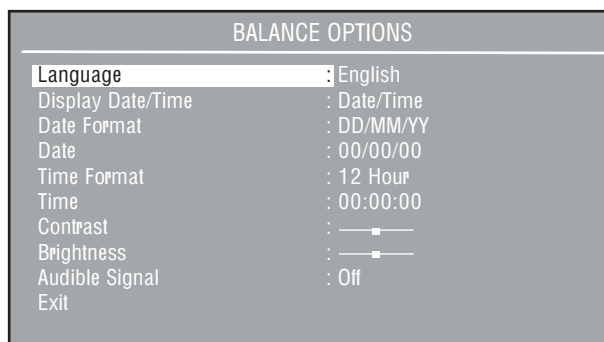 BALANCE OPTIONS
Language : English
Display Date/Time : Date/Time
Date Format : DD/MM/YY
Date : 00/00/00
Time Format : 12 Hour
Time : 00:00:00
Contrast :
Brightness :
Audible Signal : Off
Exit